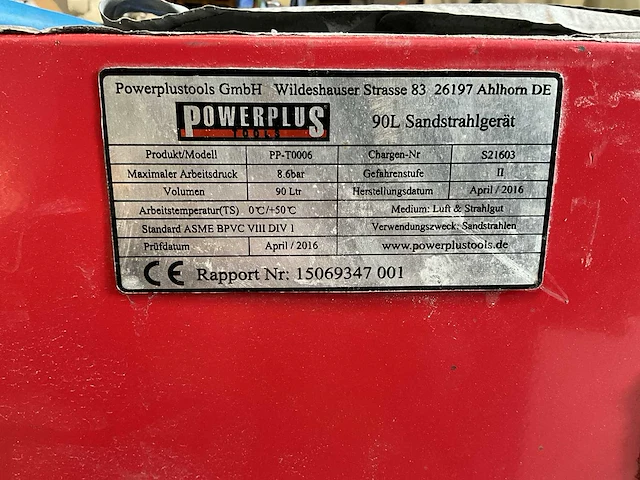 Powerplustools GmbH Wildeshauser Strasse 83 26197 Ahlhorn DE
POWERPLUS
TOOLS
90L Sandstrahlgerät
Produkt/Modell PP-T0006 Chargen-Nr S21603
Maximaler Arbeitsdruck 8.6bar Gefahrenstufe II
Volumen 90 Ltr Herstellungsdatum April / 2016
Arbeitstemperatur(TS) 0℃/+50℃ Medium: Luft & Strahlgut
Standard ASME BPVC VIII DIV 1 Verwendungszweck: Sandstrahlen
Prüfdatum April / 2016 www.powerplustools.de
CE Rapport Nr: 15069347 001